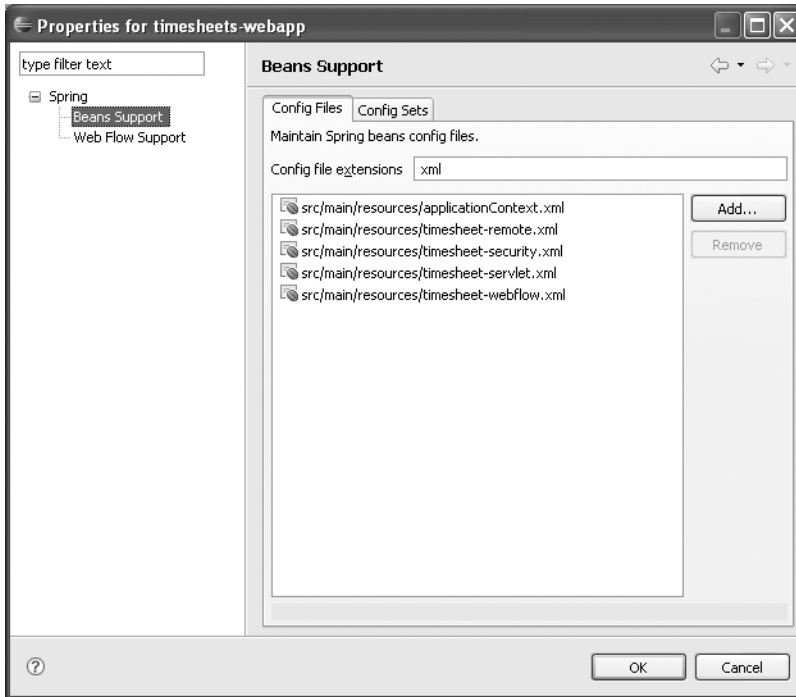 Properties for timesheets-webapp
type filter text
Spring
Beans Support
Web Flow Support
Beans Support
Config Files
Config Sets
Maintain Spring beans config files.
Config file extensions
xml
src/main/resources/applicationContext.xml
src/main/resources/timesheet-remote.xml
src/main/resources/timesheet-security.xml
src/main/resources/timesheet-servlet.xml
src/main/resources/timesheet-webflow.xml
Add...
Remove
?
OK
Cancel